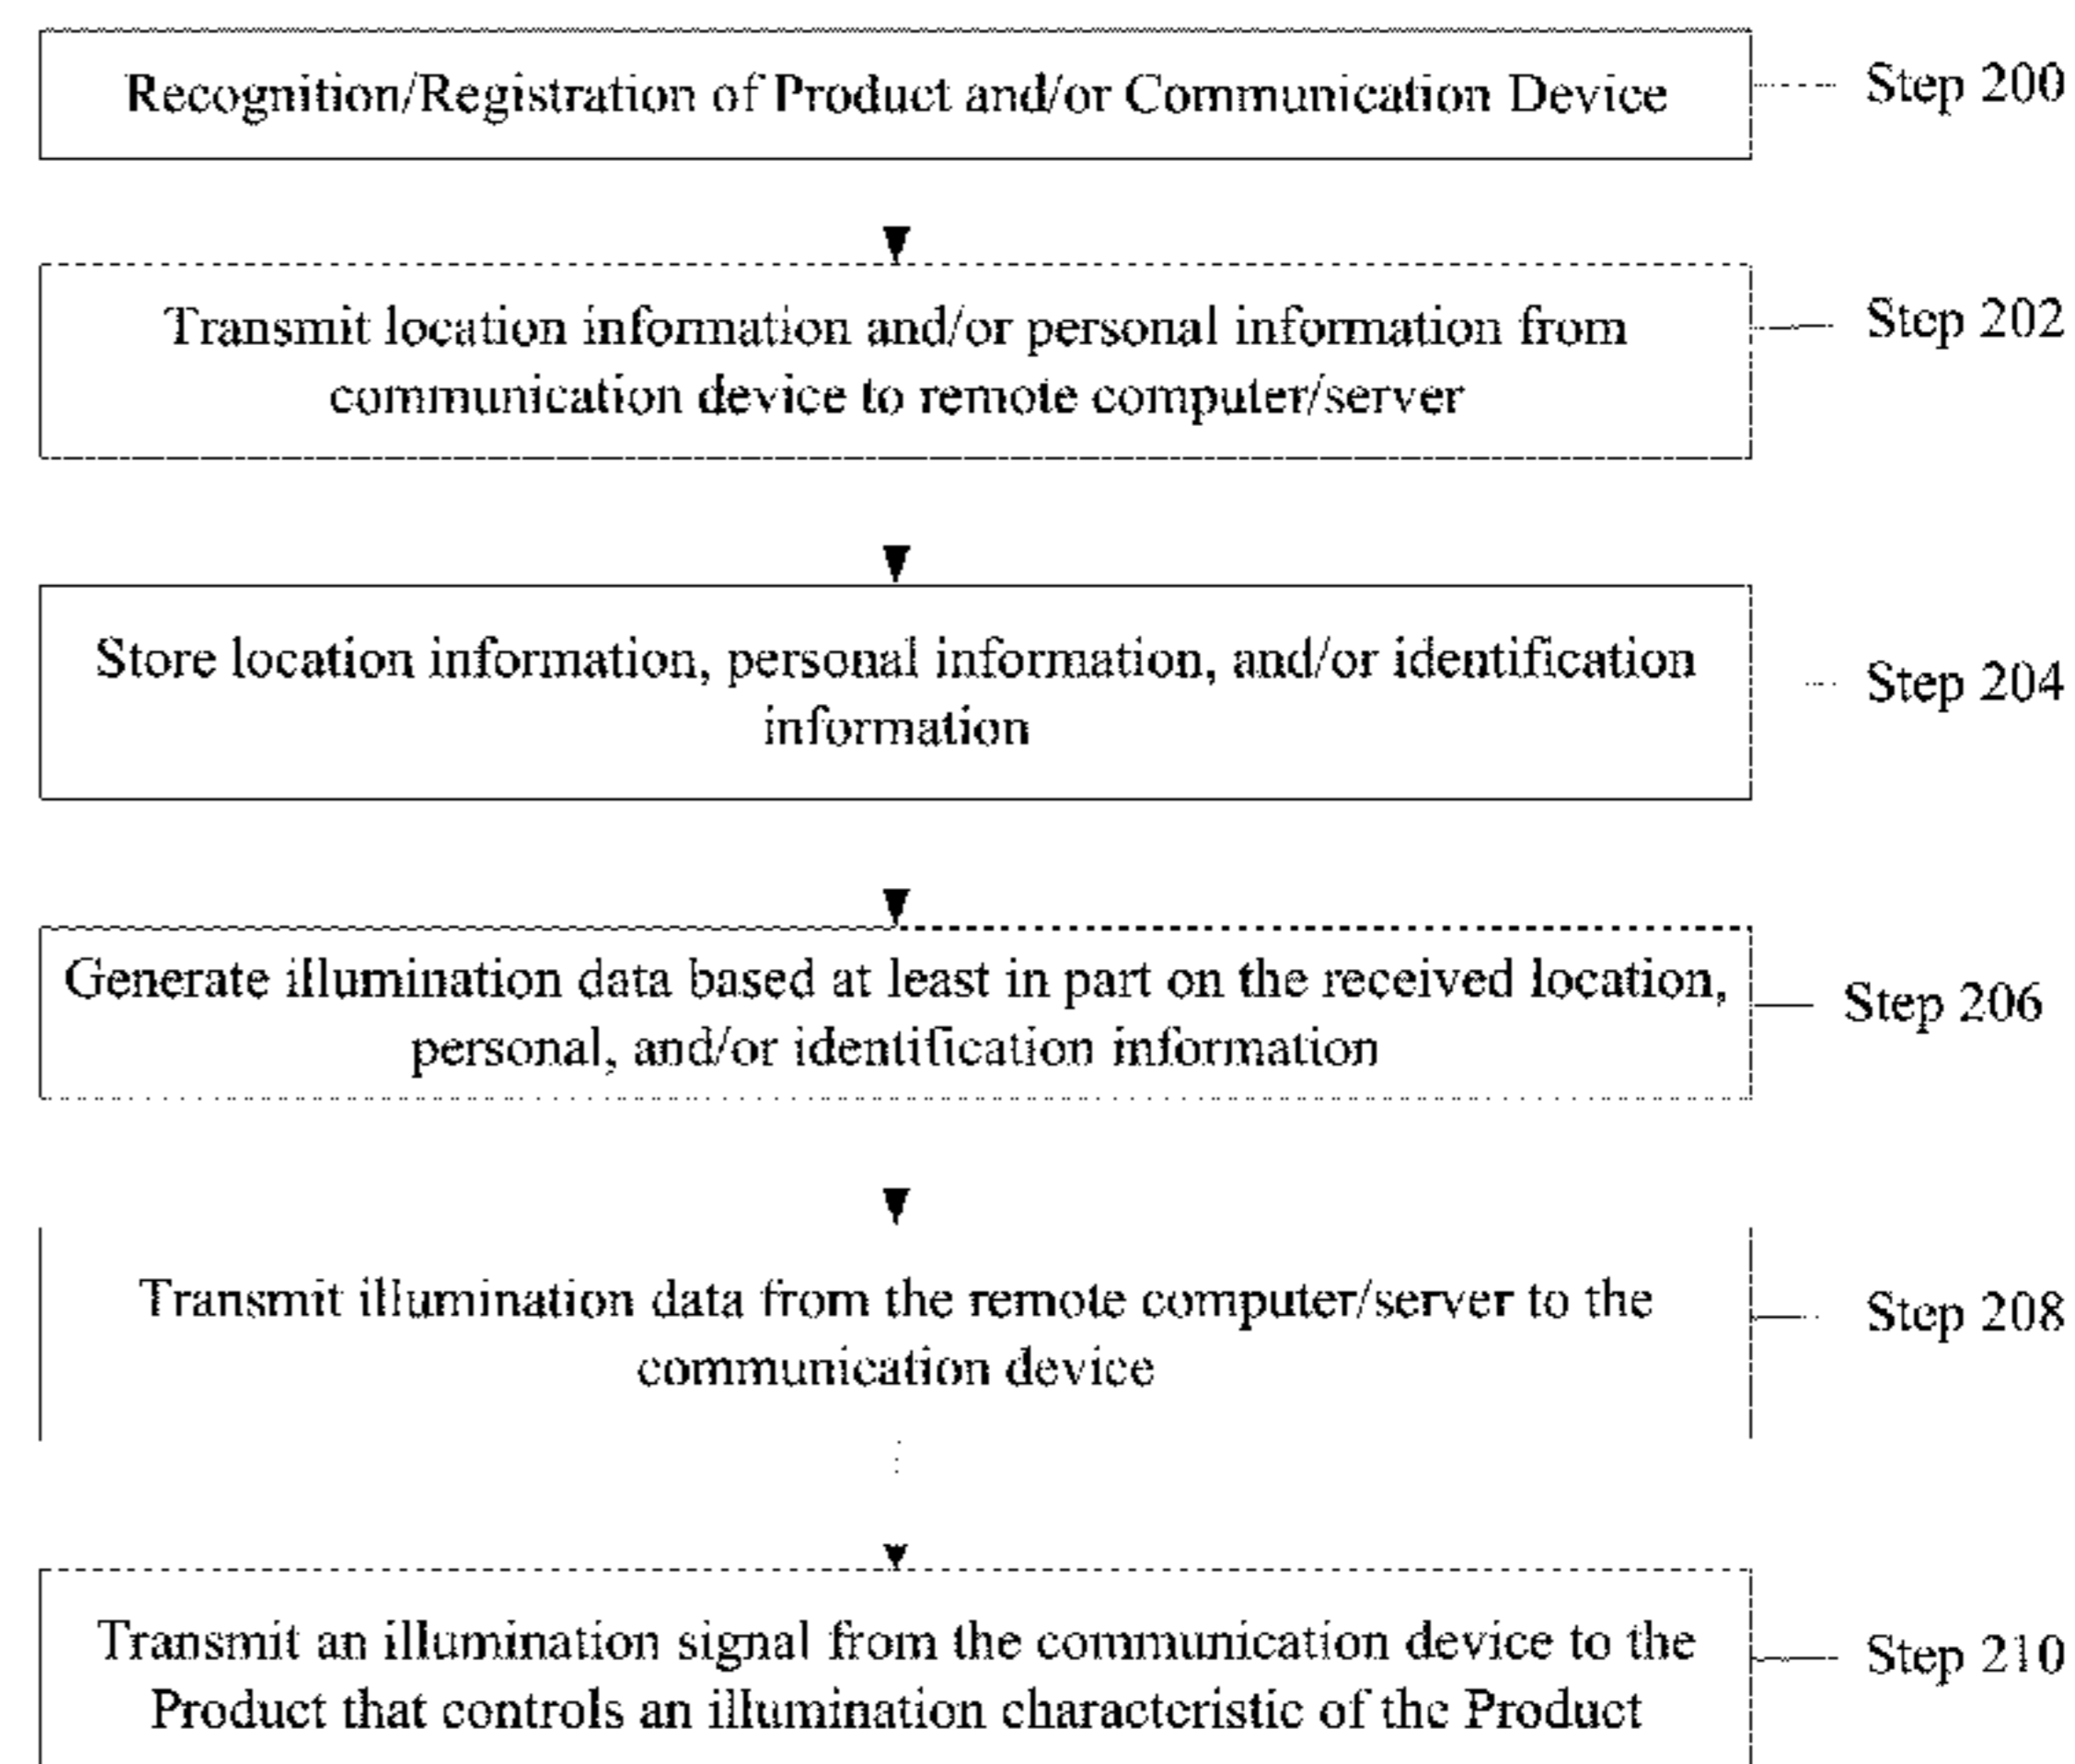 Recognition/Registration of Product and/or Communication Device
Step 200
Transmit location information and/or personal information from
communication device to remote computer/server
Step 202
Store location information, personal information, and/or identification
information
Step 204
Generate illumination data based at least in part on the received location,
personal, and/or identification information
Step 206
Transmit illumination data from the remote computer/server to the
communication device
Step 208
Transmit an illumination signal from the communication device to the
Product that controls an illumination characteristic of the Product
Step 210